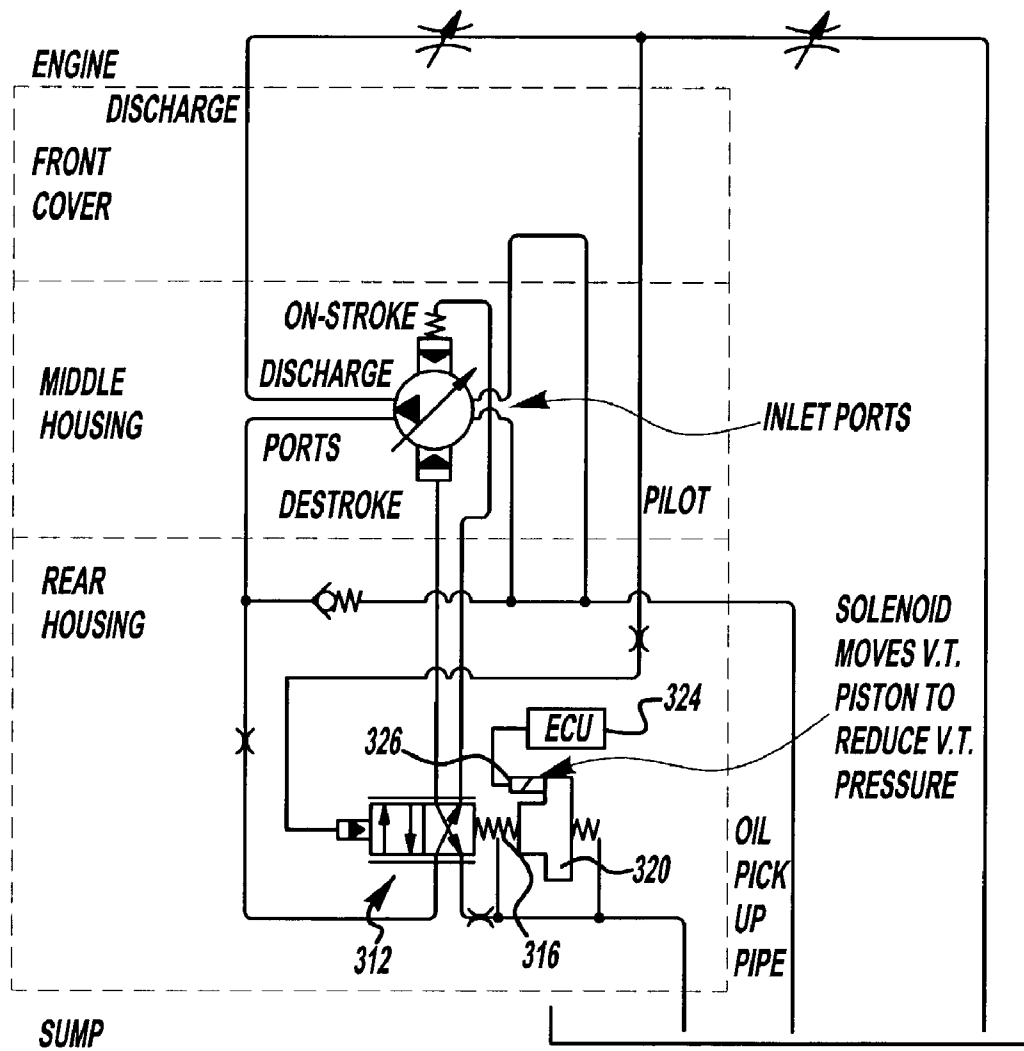 ENGINE
DISCHARGE
FRONT
COVER
ON-STROKE
MIDDLE
HOUSING
DISCHARGE
PORTS
DESTROKE
INLET PORTS
PILOT
REAR
HOUSING
SOLENOID
MOVES V.T.
PISTON TO
REDUCE V.T.
PRESSURE
ECU
324
326
320
312
316
OIL
PICK
UP
PIPE
SUMP